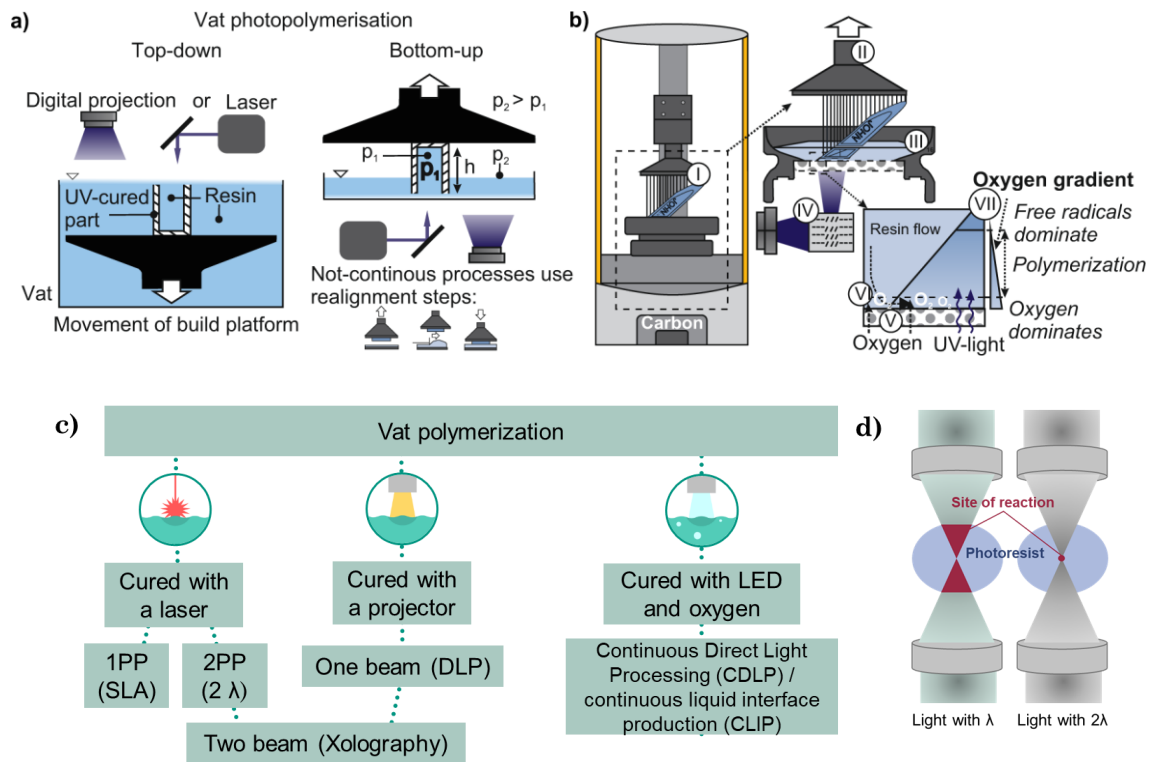 a)
Vat photopolymerisation
Top-down
Bottom-up
Digital projection or Laser
p2 > p1
p1
p1
h
p2
UV-cured
part
Resin
Vat
Movement of build platform
Not-continous processes use
realignment steps:
b)
I
II
III
IV
NHOI
NHOI
Carbon
Oxygen gradient
VII
Free radicals
dominate
Resin flow
Polymerization
V
O2 O2
V
Oxygen
UV-light
Oxygen
dominates
c)
Vat polymerization
Cured with
a laser
Cured with
a projector
Cured with LED
and oxygen
1PP
(SLA)
2PP
(2 λ)
One beam (DLP)
Continuous Direct Light
Processing (CDLP) /
continuous liquid interface
production (CLIP)
Two beam (Xolography)
d)
Site of reaction
Photoresist
Light with λ
Light with 2λ